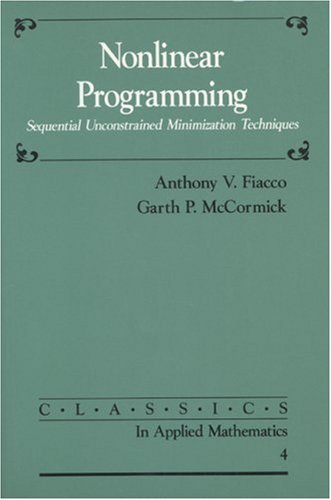 Nonlinear
Programming
Sequential Unconstrained Minimization Techniques
Anthony V. Fiacco
Garth P. McCormick
C·L·A·S·S·I·C·S
In Applied Mathematics
4